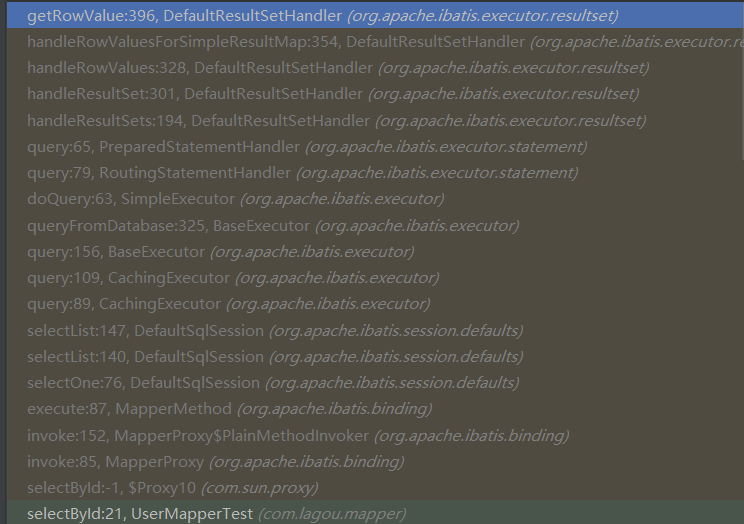 getRowValue:396, DefaultResultSetHandler (org.apache.ibatis.executor.resultset)
handleRowValuesForSimpleResultMap:354, DefaultResultSetHandler (org.apache.ibatis.executor.re
handleRowValues:328, DefaultResultSetHandler (org.apache.ibatis.executor.resultset)
handleResultSet:301, DefaultResultSetHandler (org.apache.ibatis.executor.resultset)
handleResultSets:194, DefaultResultSetHandler (org.apache.ibatis.executor.resultset)
query:65, PreparedStatementHandler (org.apache.ibatis.executor.statement)
query:79, RoutingStatementHandler (org.apache.ibatis.executor.statement)
doQuery:63, SimpleExecutor (org.apache.ibatis.executor)
queryFromDatabase:325, BaseExecutor (org.apache.ibatis.executor)
query:156, BaseExecutor (org.apache.ibatis.executor)
query:109, CachingExecutor (org.apache.ibatis.executor)
query:89, CachingExecutor (org.apache.ibatis.executor)
selectList:147, DefaultSqlSession (org.apache.ibatis.session.defaults)
selectList:140, DefaultSqlSession (org.apache.ibatis.session.defaults)
selectOne:76, DefaultSqlSession (org.apache.ibatis.session.defaults)
execute:87, MapperMethod (org.apache.ibatis.binding)
invoke:152, MapperProxy$PlainMethodInvoker (org.apache.ibatis.binding)
invoke:85, MapperProxy (org.apache.ibatis.binding)
selectById:-1, $Proxy10 (com.sun.proxy)
selectById:21, UserMapperTest (com.lagou.mapper)